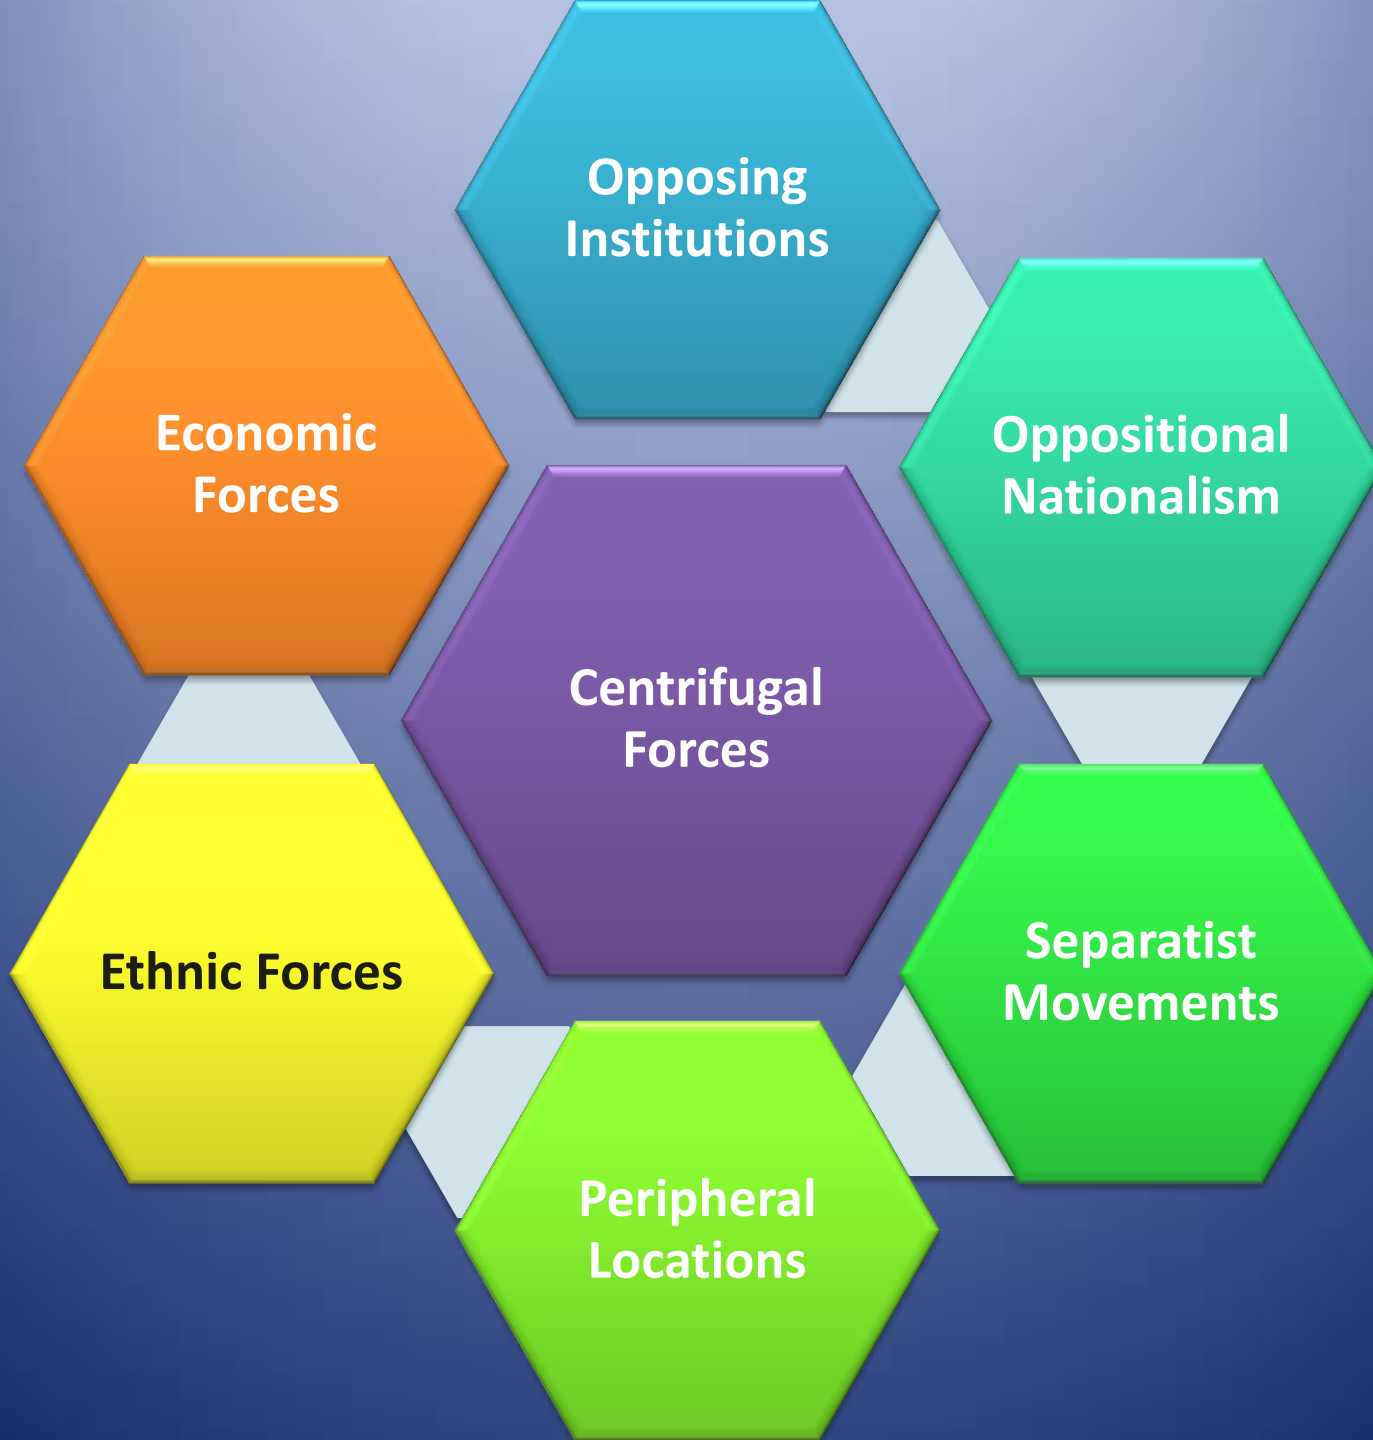 Opposing
Institutions
Economic
Forces
Oppositional
Nationalism
Centrifugal
Forces
Ethnic Forces
Separatist
Movements
Peripheral
Locations